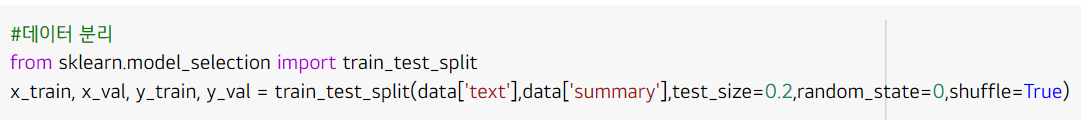 #데이터 분리
from sklearn.model_selection import train_test_split
x_train, x_val, y_train, y_val = train_test_split(data['text'],data['summary'],test_size=0.2,random_state=0,shuffle=True)